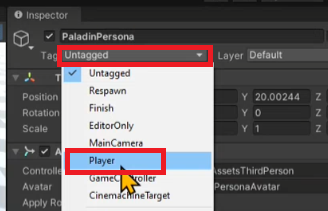 Inspector
PaladinPersona
Tag Untagged Layer Default
Untagged
Position Y 20.00244
Respawn
Rotation Y 0
Finish
Scale Y 1
EditorOnly
MainCamera
Player
Controller AssetsThirdPerson
GameController
Avatar PersonaAvatar
CinemachineTarget
Apply Ro